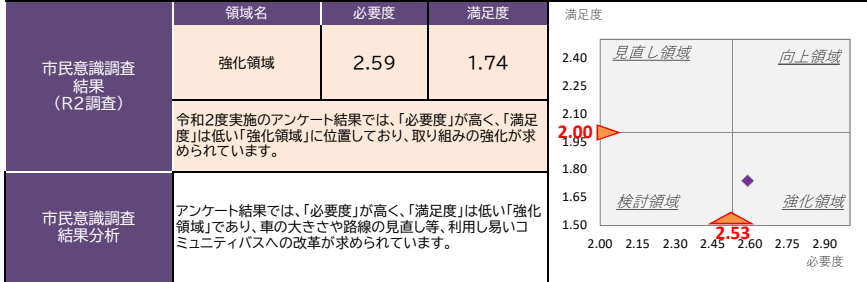 領域名 必要度 満足度
市民意識調査
結果
（R2調査）
強化領域 2.59 1.74
令和2度実施のアンケート結果では、「必要度」が高く、「満足
度」は低い「強化領域」に位置しており、取り組みの強化が求
められています。
市民意識調査
結果分析
アンケート結果では、「必要度」が高く、「満足度」は低い「強化
領域」であり、車の大きさや路線の見直し等、利用し易いコ
ミュニティバスへの改革が求められています。
満足度
見直し領域 向上領域
2.40
2.25
2.10
2.00
1.95
1.80
1.65
検討領域 強化領域
1.50
2.53
2.00 2.15 2.30 2.45 2.60 2.75 2.90
必要度